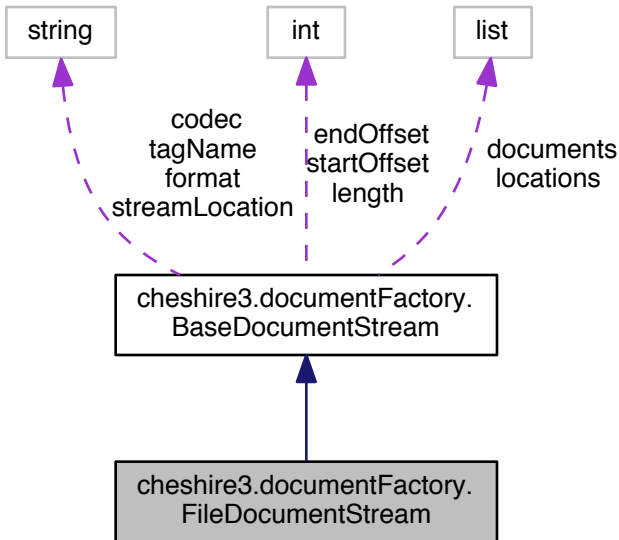 string
int
list
codec
tagName
format
streamLocation
endOffset
startOffset
length
documents
locations
cheshire3.documentFactory.
BaseDocumentStream
cheshire3.documentFactory.
FileDocumentStream